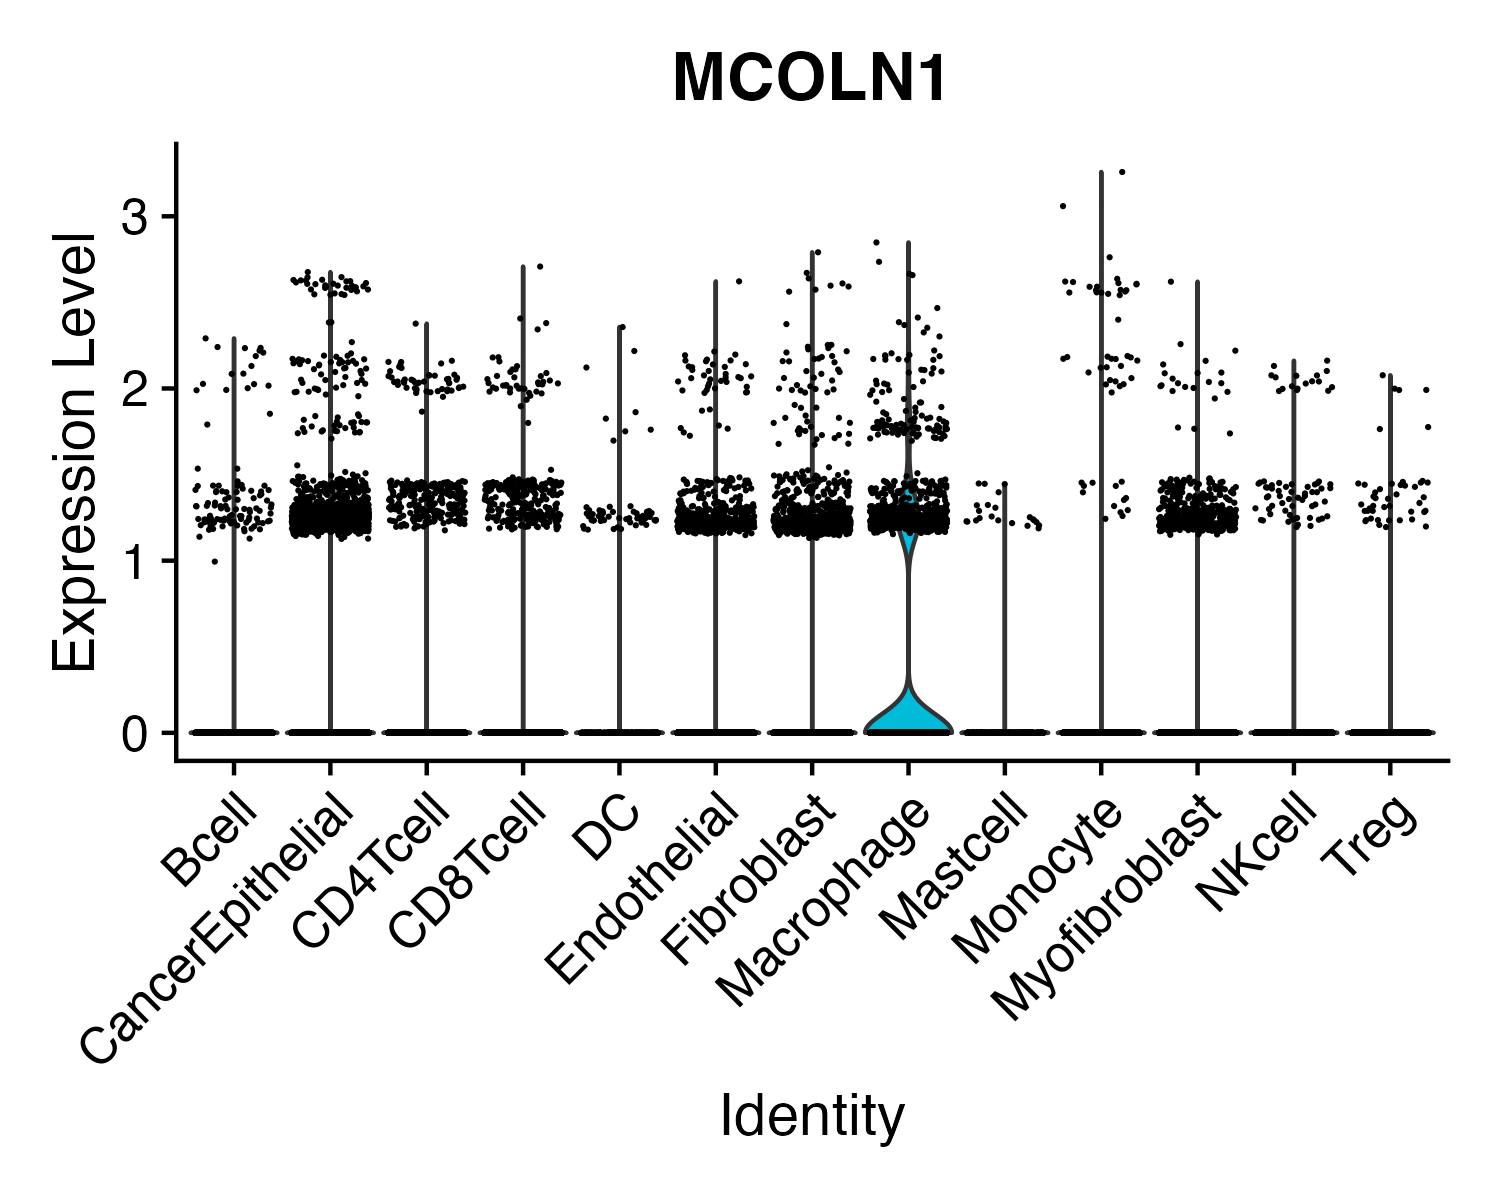 MCOLN1
Expression Level
3
2
1
0
Bcell
CancerEpithelial
CD4Tcell
CD8Tcell
DC
Endothelial
Fibroblast
Macrophage
Mastcell
Monocyte
Myofibroblast
NKcell
Treg
Identity